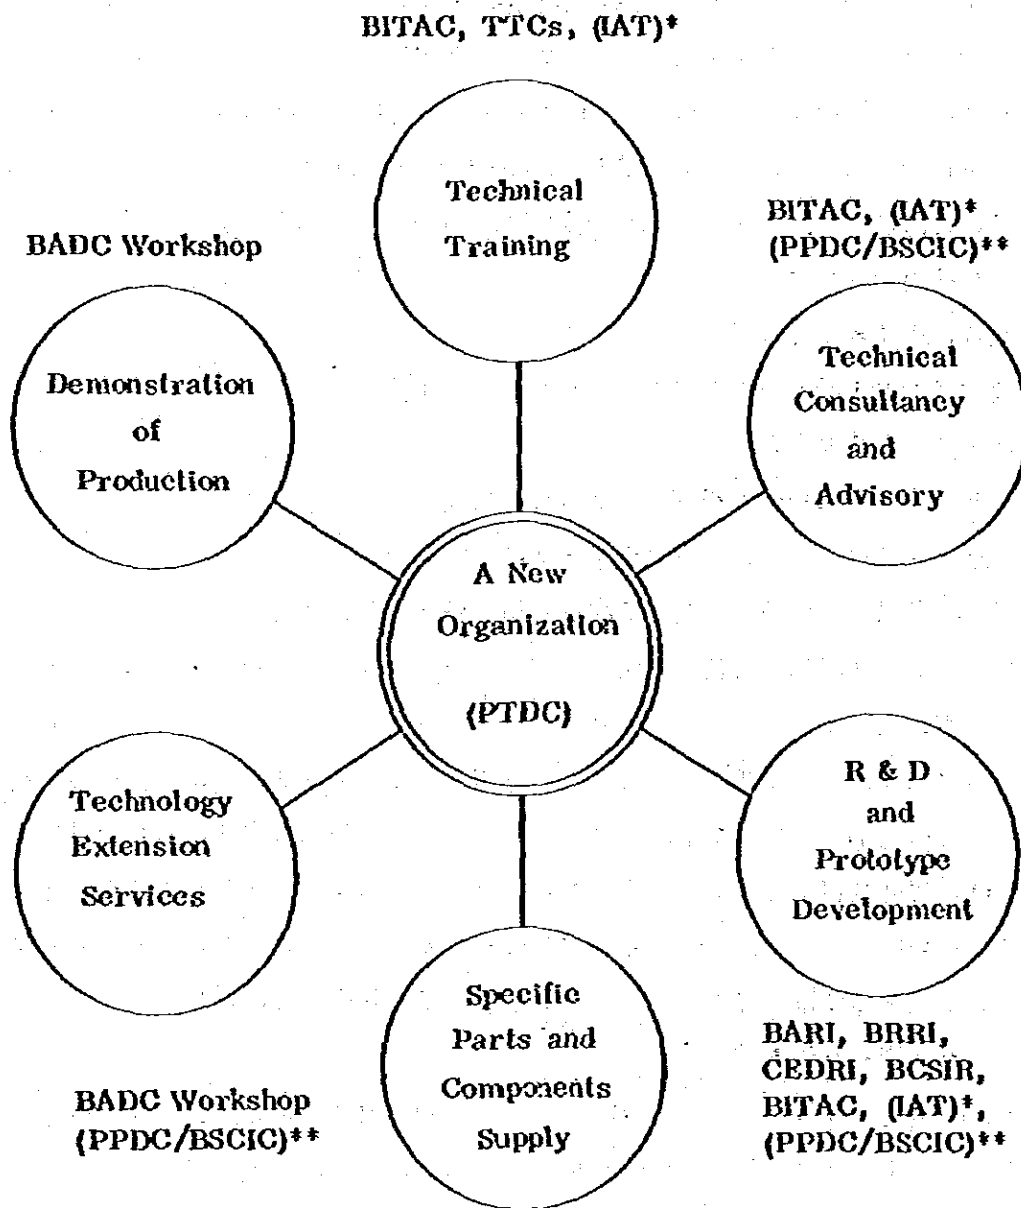 BITAC, TTCs, (IAT)*
Technical
Training
BADC Workshop
BITAC, (IAT)*
(PPDC/BSCIC)**
Demonstration
of
Production
Technical
Consultancy
and
Advisory
A New
Organization
(PTDC)
Technology
Extension
Services
R & D
and
Prototype
Development
Specific
Parts and
Components
Supply
BADC Workshop
(PPDC/BSCIC)**
BARI, BRRI,
CEDRI, BCSIR,
BITAC, (IAT)*,
(PPDC/BSCIC)**